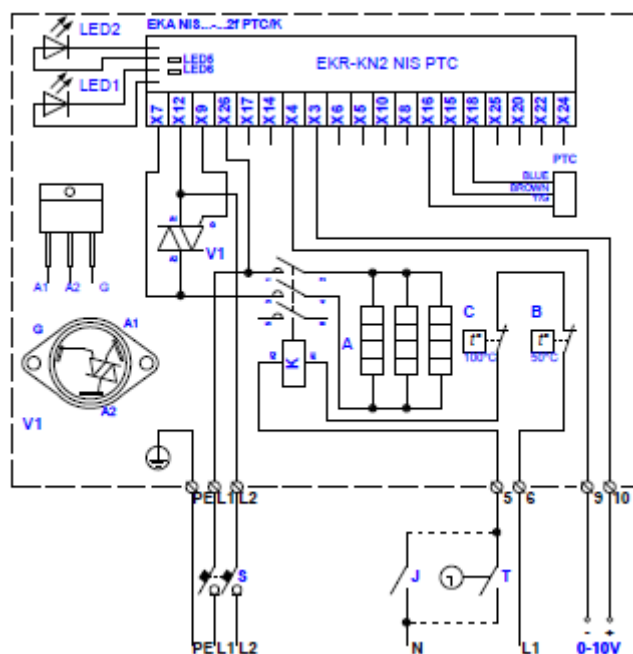 EKA NIS...-...2f PTC/K
LED2
LED5
LED6
LED1
EKR-KN2 NIS PTC
X7 X12 X9 X26 X17 X14 X4 X3 X6 X5 X10 X8 X16 X15 X18 X25 X20 X22 X24
PTC
BLUE
BROWN
Y/G
V1
A1 A2 G
G A1
A2
V1
K
A
C
t°
100°C
B
t°
50°C
PE L1 L2
5 6 9 10
S
J
T
PE L1 L2
N
L1
- +
0-10V